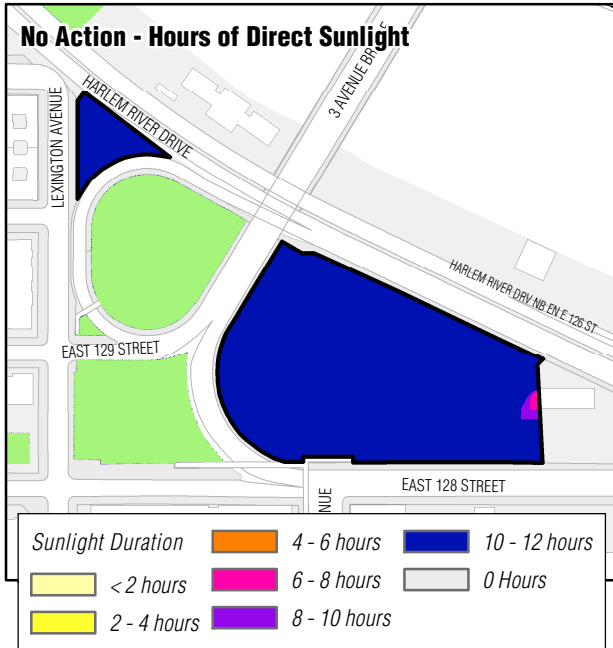 No Action - Hours of Direct Sunlight
HARLEM RIVER DRIVE
3 AVENUE BRIDGE
LEXINGTON AVENUE
HARLEM RIVER DRV NB EN E 126 ST
EAST 129 STREET
EAST 128 STREET
NUE
Sunlight Duration
< 2 hours
2 - 4 hours
4 - 6 hours
6 - 8 hours
8 - 10 hours
10 - 12 hours
0 Hours